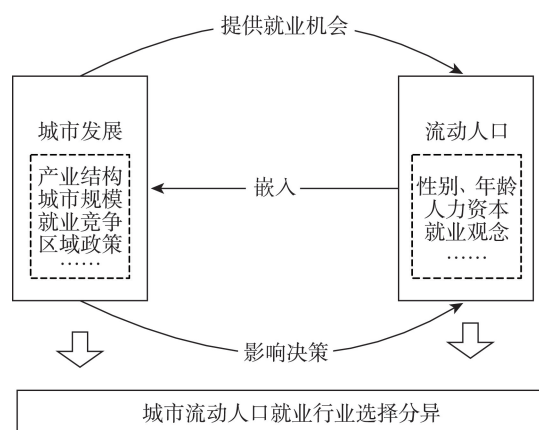 提供就业机会
城市发展
产业结构
城市规模
就业竞争
区域政策
……
嵌入
流动人口
性别、年龄
人力资本
就业观念
……
影响决策
城市流动人口就业行业选择分异